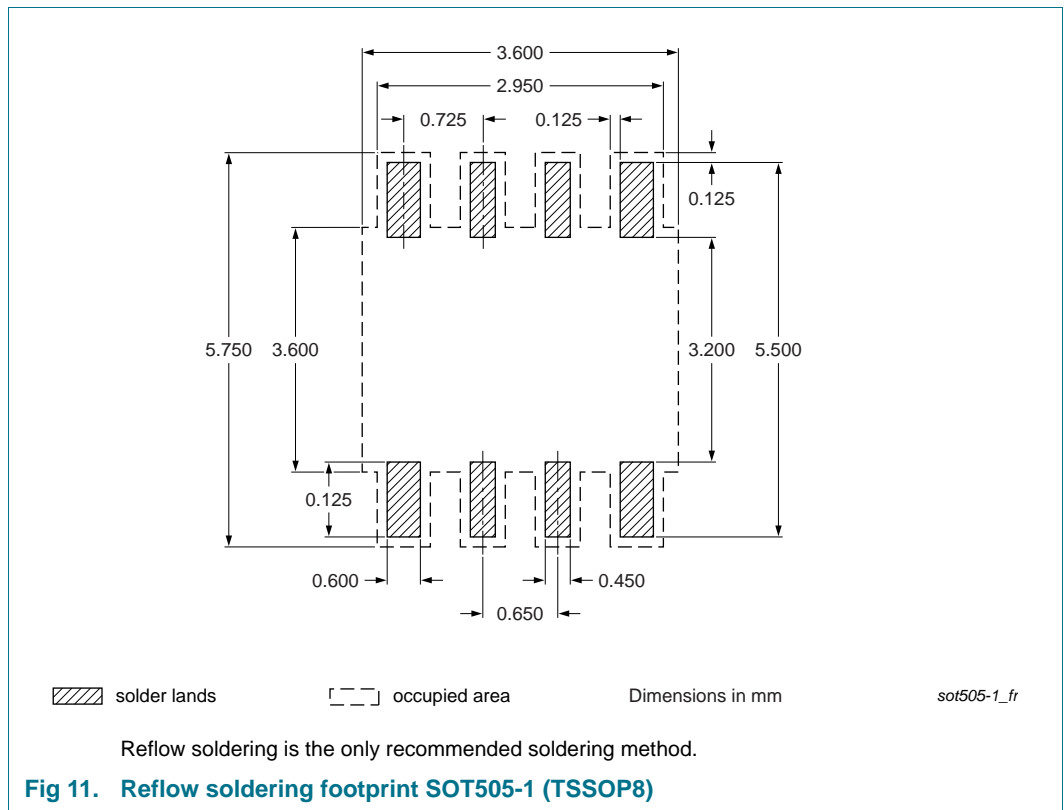 3.600
2.950
0.725
0.125
0.125
5.750
3.600
3.200
5.500
0.125
0.600
0.450
0.650
solder lands
occupied area
Dimensions in mm
sot505-1_fr
Reflow soldering is the only recommended soldering method.
Fig 11. Reflow soldering footprint SOT505-1 (TSSOP8)